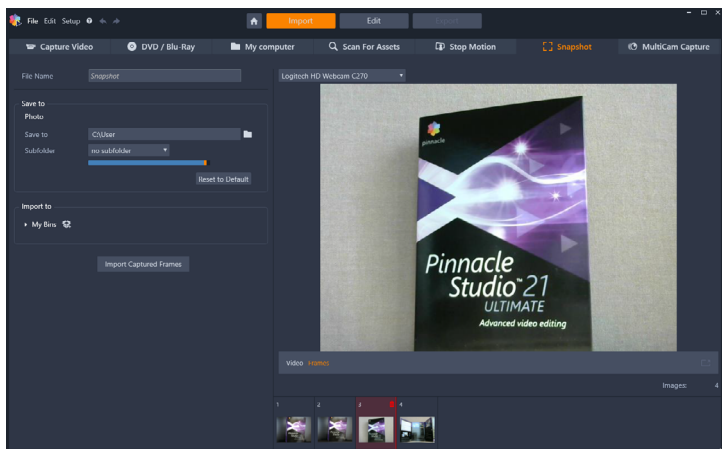 File Edit Setup
Import
Edit
Export
Capture Video
DVD / Blu-Ray
My computer
Scan For Assets
Stop Motion
Snapshot
MultiCam Capture
File Name
Snapshot
Save to
Photo
Save to
C:\User
Subfolder
no subfolder
Reset to Default
Import to
My Bins
Import Captured Frames
Logitech HD Webcam C270
pinnacle
Pinnacle
Studio™ 21
ULTIMATE
Advanced video editing
Video Frames
Images: 4
1 2 3 4